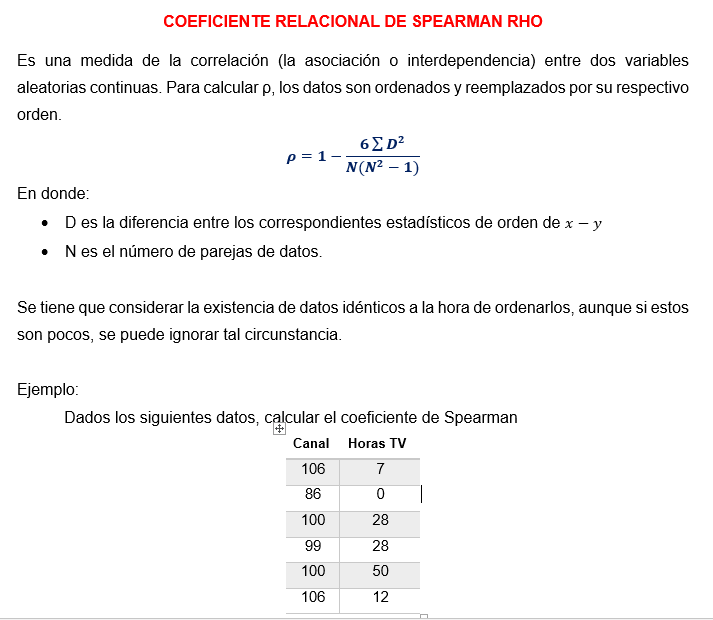 COEFICIENTE RELACIONAL DE SPEARMAN RHO
Es una medida de la correlación (la asociación o interdependencia) entre dos variables
aleatorias continuas. Para calcular ρ, los datos son ordenados y reemplazados por su respectivo
orden.
ρ = 1 − 6 ∑ D² / N(N² − 1)
En donde:
• D es la diferencia entre los correspondientes estadísticos de orden de x − y
• N es el número de parejas de datos.
Se tiene que considerar la existencia de datos idénticos a la hora de ordenarlos, aunque si estos
son pocos, se puede ignorar tal circunstancia.
Ejemplo:
Dados los siguientes datos, calcular el coeficiente de Spearman
Canal Horas TV
106 7
86 0
100 28
99 28
100 50
106 12